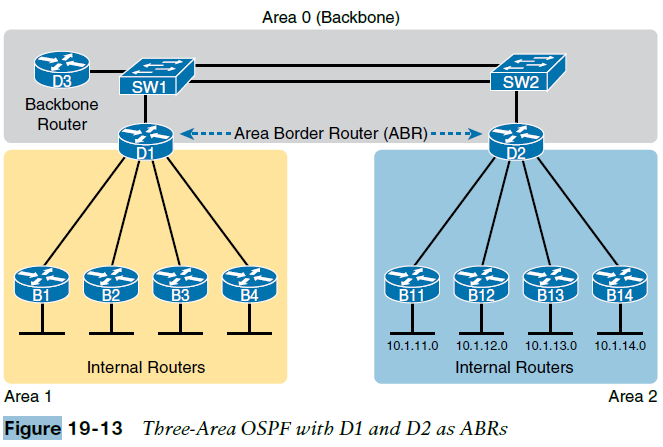 Area 0 (Backbone)
D3
SW1
SW2
Backbone
Router
D1
Area Border Router (ABR)
D2
B1
B2
B3
B4
B11
B12
B13
B14
10.1.11.0
10.1.12.0
10.1.13.0
10.1.14.0
Internal Routers
Internal Routers
Area 1
Area 2
Figure 19-13 Three-Area OSPF with D1 and D2 as ABRs